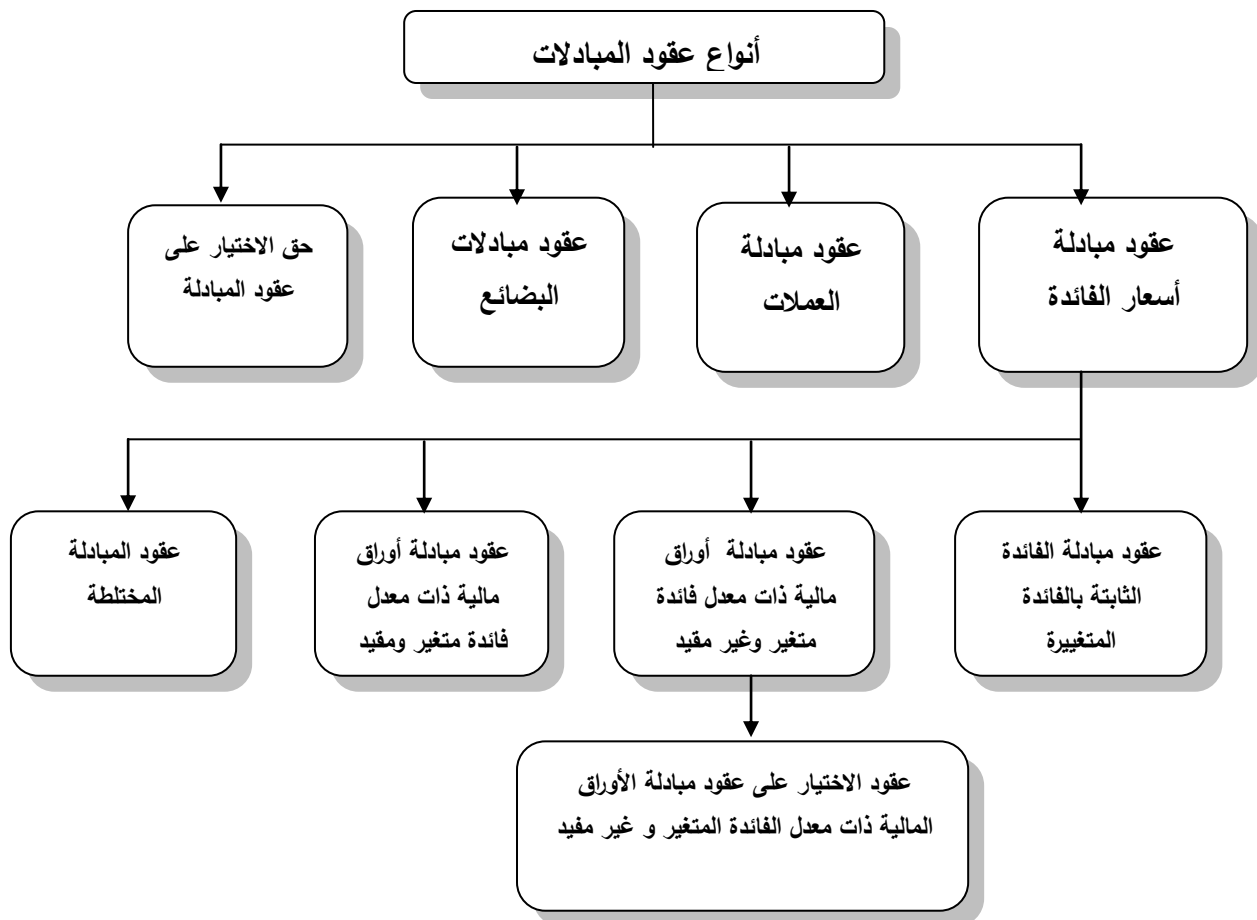 أنواع عقود المبادلات
عقود مبادلة
أسعار الفائدة
عقود مبادلة
العملات
عقود مبادلات
البضائع
حق الاختيار على
عقود المبادلة
عقود مبادلة الفائدة
الثابتة بالفائدة
المتغييرة
عقود مبادلة أوراق
مالية ذات معدل فائدة
متغير وغير مقيد
عقود مبادلة أوراق
مالية ذات معدل
فائدة متغير ومقيد
عقود المبادلة
المختلطة
عقود الاختيار على عقود مبادلة الأوراق
المالية ذات معدل الفائدة المتغير و غير مفيد